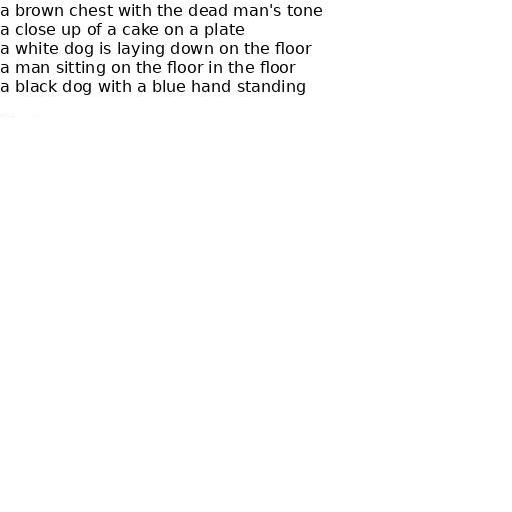 a brown chest with the dead man's tone
a close up of a cake on a plate
a white dog is laying down on the floor
a man sitting on the floor in the floor
a black dog with a blue hand standing